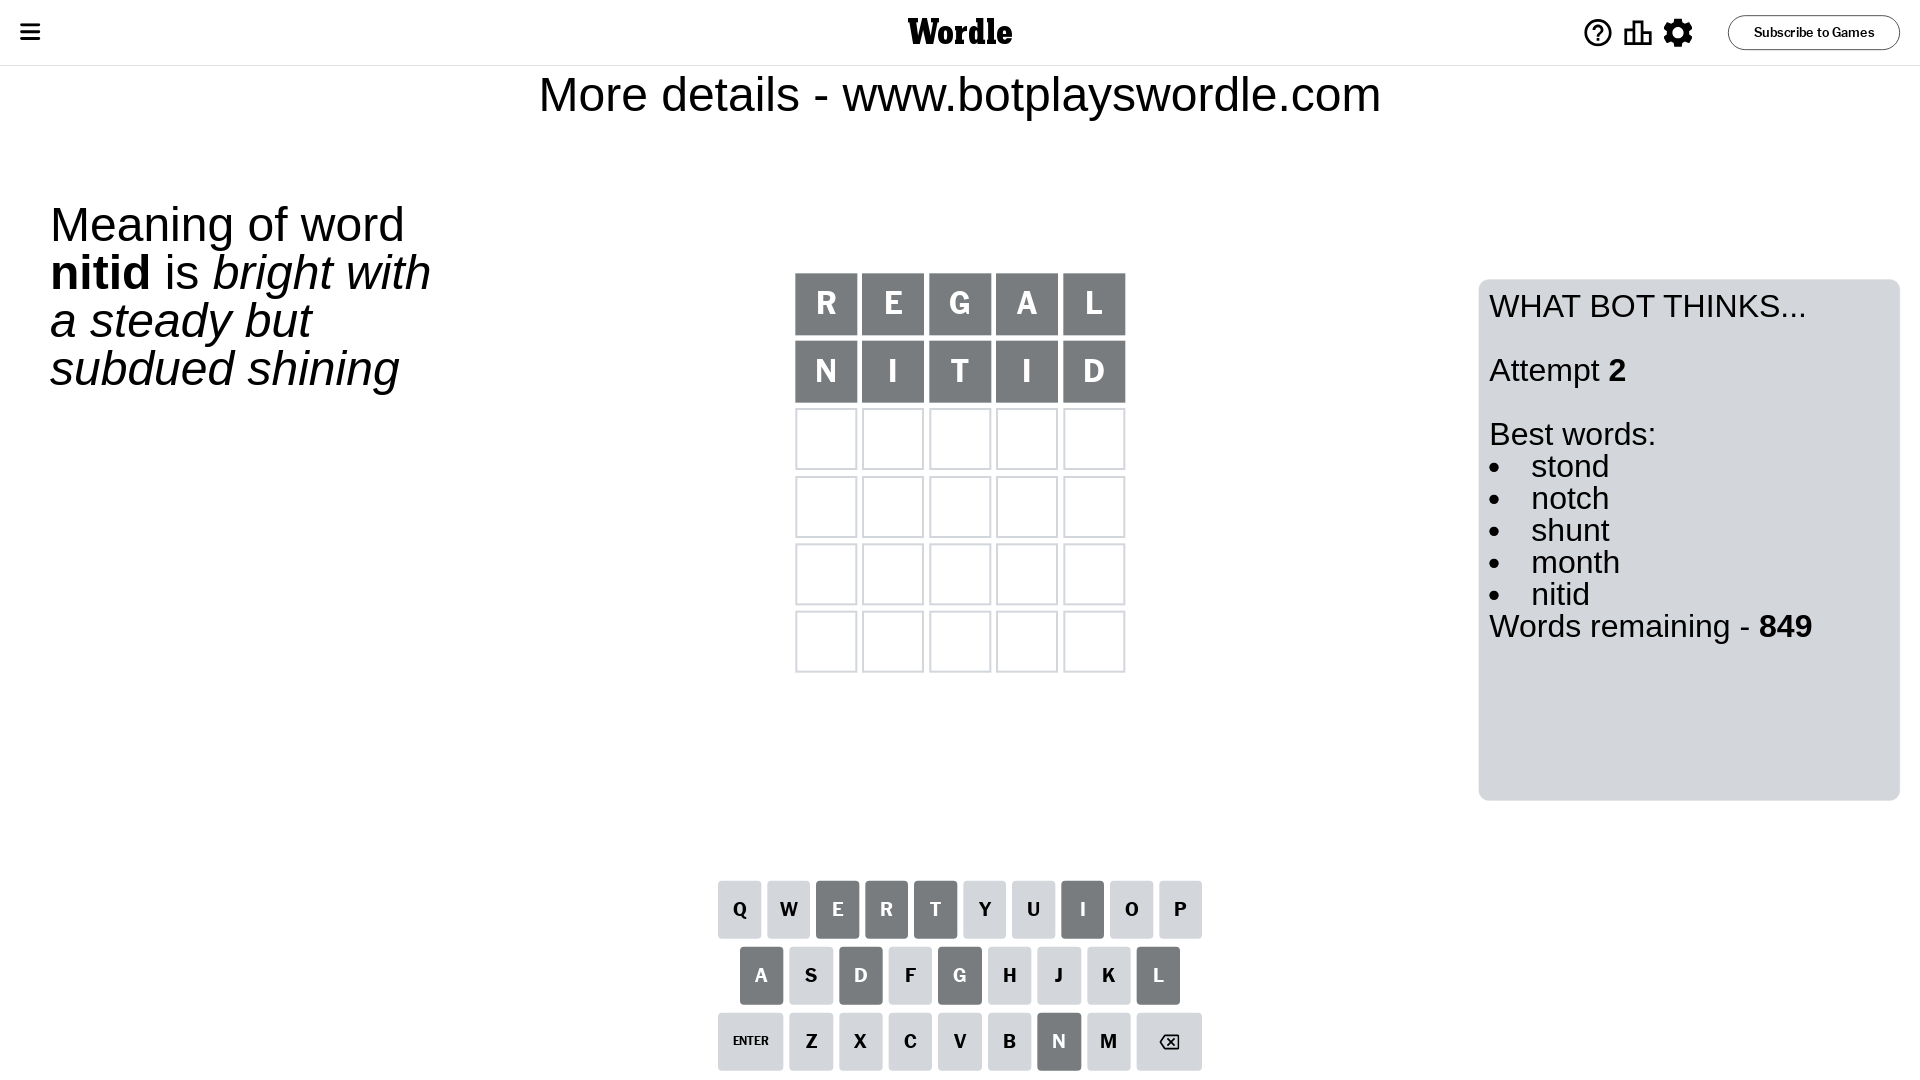 Wordle
Subscribe to Games
More details - www.botplayswordle.com
Meaning of word
nitid is bright with
a steady but
subdued shining
R E G A L
N I T I D
WHAT BOT THINKS...
Attempt 2
Best words:
• stond
• notch
• shunt
• month
• nitid
Words remaining - 849
Q W E R T Y U I O P
A S D F G H J K L
ENTER Z X C V B N M